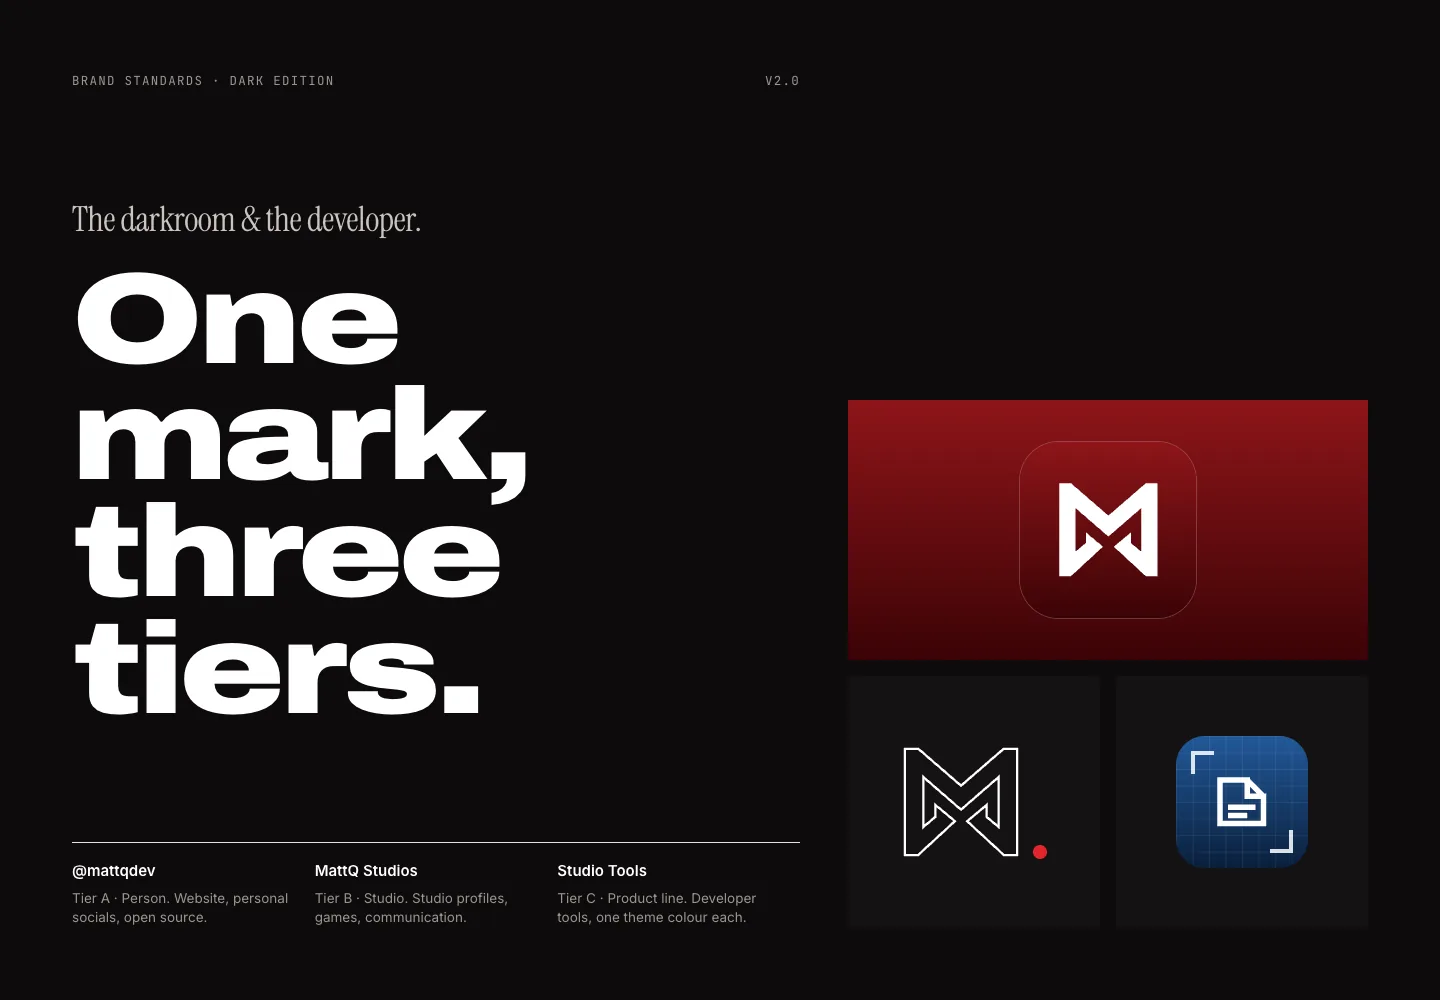 BRAND STANDARDS · DARK EDITION
V2.0
The darkroom & the developer.
One
mark,
three
tiers.
@mattqdev
Tier A · Person. Website, personal
socials, open source.
MattQ Studios
Tier B · Studio. Studio profiles,
games, communication.
Studio Tools
Tier C · Product line. Developer
tools, one theme colour each.